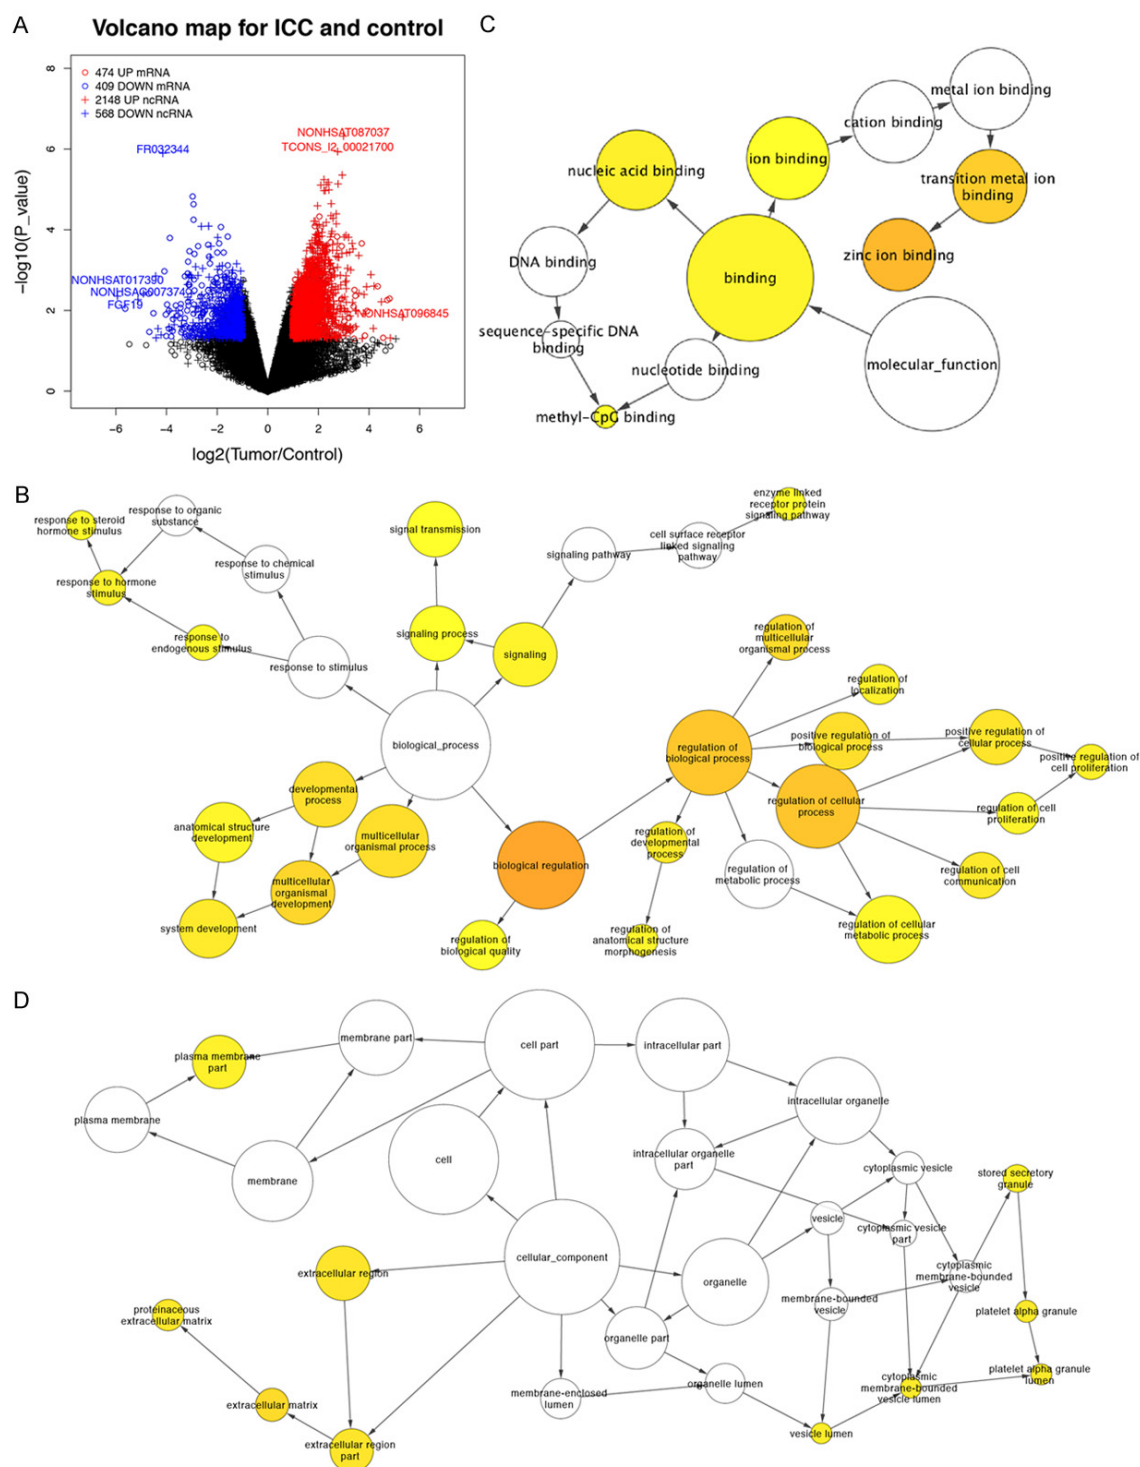 A
Volcano map for ICC and control
474 UP mRNA
409 DOWN mRNA
2148 UP ncRNA
568 DOWN ncRNA
NONHSAT087037
TCONS_l2_00021700
FR032344
NONHSAT017390
NONHSAG007374
FGF19
NONHSAT096845
−log10(P_value)
8
6
4
2
0
−6
−4
−2
0
2
4
6
log2(Tumor/Control)
C
metal ion binding
cation binding
ion binding
nucleic acid binding
transition metal ion
binding
zinc ion binding
DNA binding
binding
sequence-specific DNA
binding
nucleotide binding
molecular_function
methyl-CpG binding
B
response to steroid
hormone stimulus
response to organic
substance
response to chemical
stimulus
response to hormone
stimulus
response to
endogenous stimulus
response to stimulus
signal transmission
signaling process
signaling
signaling pathway
cell surface receptor
linked signaling
pathway
enzyme linked
receptor protein
signaling pathway
biological_process
developmental
process
anatomical structure
development
multicellular
organismal process
multicellular
organismal
development
system development
biological regulation
regulation of
biological quality
regulation of
biological process
regulation of
multicellular
organismal process
regulation of
localization
positive regulation of
biological process
positive regulation of
cellular process
positive regulation of
cell proliferation
regulation of cellular
process
regulation of cell
proliferation
regulation of
developmental
process
regulation of
metabolic process
regulation of cell
communication
regulation of
anatomical structure
morphogenesis
regulation of cellular
metabolic process
D
plasma membrane
part
membrane part
cell part
intracellular part
plasma membrane
intracellular organelle
membrane
cell
intracellular organelle
part
cytoplasmic vesicle
stored secretory
granule
vesicle
cytoplasmic vesicle
part
cellular_component
extracellular region
organelle
cytoplasmic
membrane-bounded
vesicle
membrane-bounded
vesicle
proteinaceous
extracellular matrix
organelle part
platelet alpha granule
platelet alpha granule
lumen
membrane-enclosed
lumen
organelle lumen
cytoplasmic
membrane-bounded
vesicle lumen
extracellular matrix
extracellular region
part
vesicle lumen